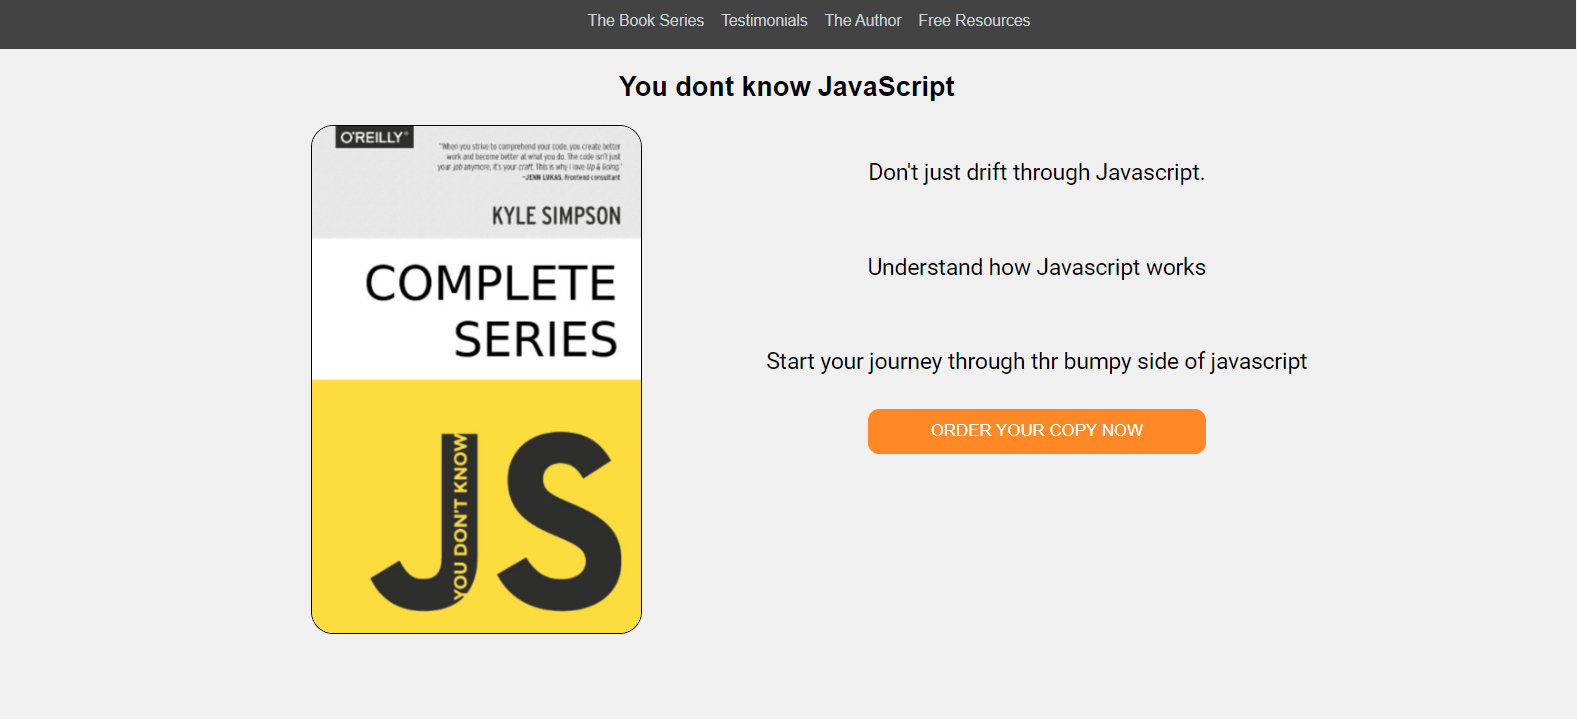 The Book Series Testimonials The Author Free Resources
You dont know JavaScript
O'REILLY®
"When you strive to comprehend your code, you create better
work and become better at what you do. The code isn't just
your job anymore, it's your craft. This is why I love Up & Going."
–JENN LUKAS, Frontend consultant
KYLE SIMPSON
COMPLETE
SERIES
YOU DON'T KNOW
JS
Don't just drift through Javascript.
Understand how Javascript works
Start your journey through thr bumpy side of javascript
ORDER YOUR COPY NOW